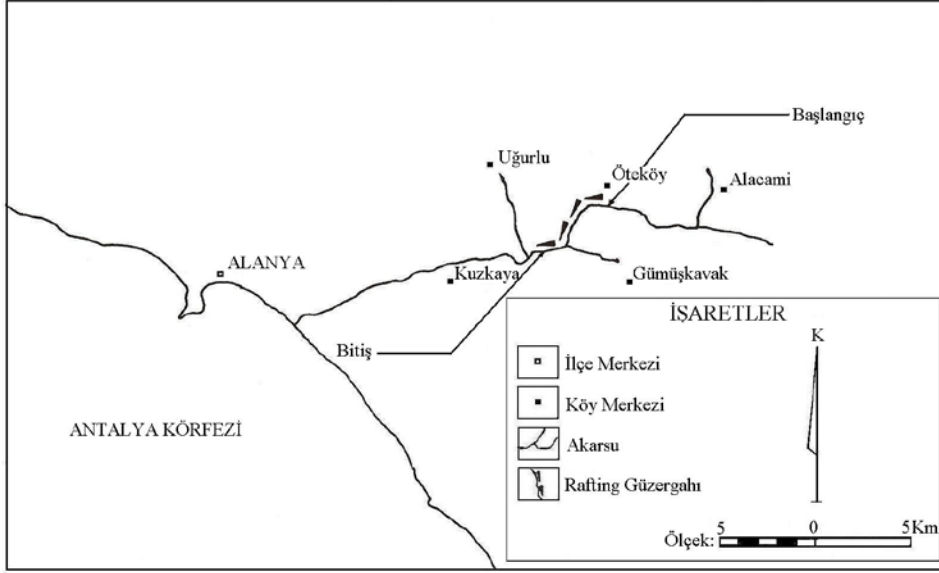 Başlangıç
Uğurlu
Öteköy
Alacami
ALANYA
Kuzkaya
Gümüşkavak
Bitiş
ANTALYA KÖRFEZİ
İŞARETLER
K
İlçe Merkezi
Köy Merkezi
Akarsu
Rafting Güzergahı
Ölçek:
5 0 5Km